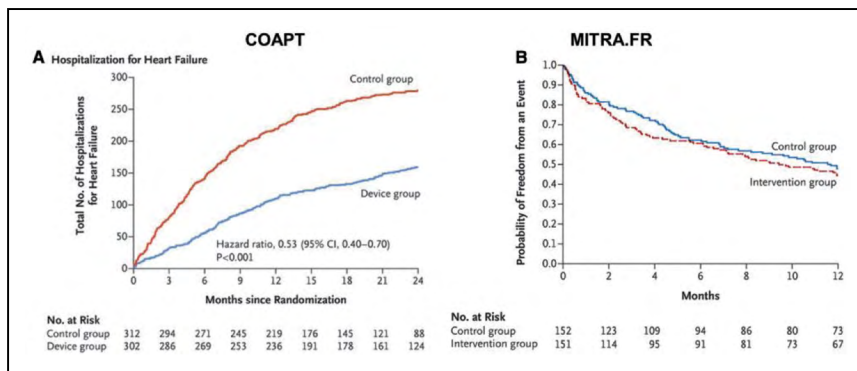 COAPT
A Hospitalization for Heart Failure
Total No. of Hospitalizations
for Heart Failure
300
250
200
150
100
50
0
Control group
Device group
Hazard ratio, 0.53 (95% CI, 0.40–0.70)
P<0.001
0 3 6 9 12 15 18 21 24
Months since Randomization
No. at Risk
Control group 312 294 271 245 219 176 145 121 88
Device group 302 286 269 253 236 191 178 161 124
MITRA.FR
B
Probability of Freedom from an Event
1.0
0.9
0.8
0.7
0.6
0.5
0.4
0.3
0.2
0.1
0.0
Control group
Intervention group
0 2 4 6 8 10 12
Months
No. at Risk
Control group 152 123 109 94 86 80 73
Intervention group 151 114 95 91 81 73 67